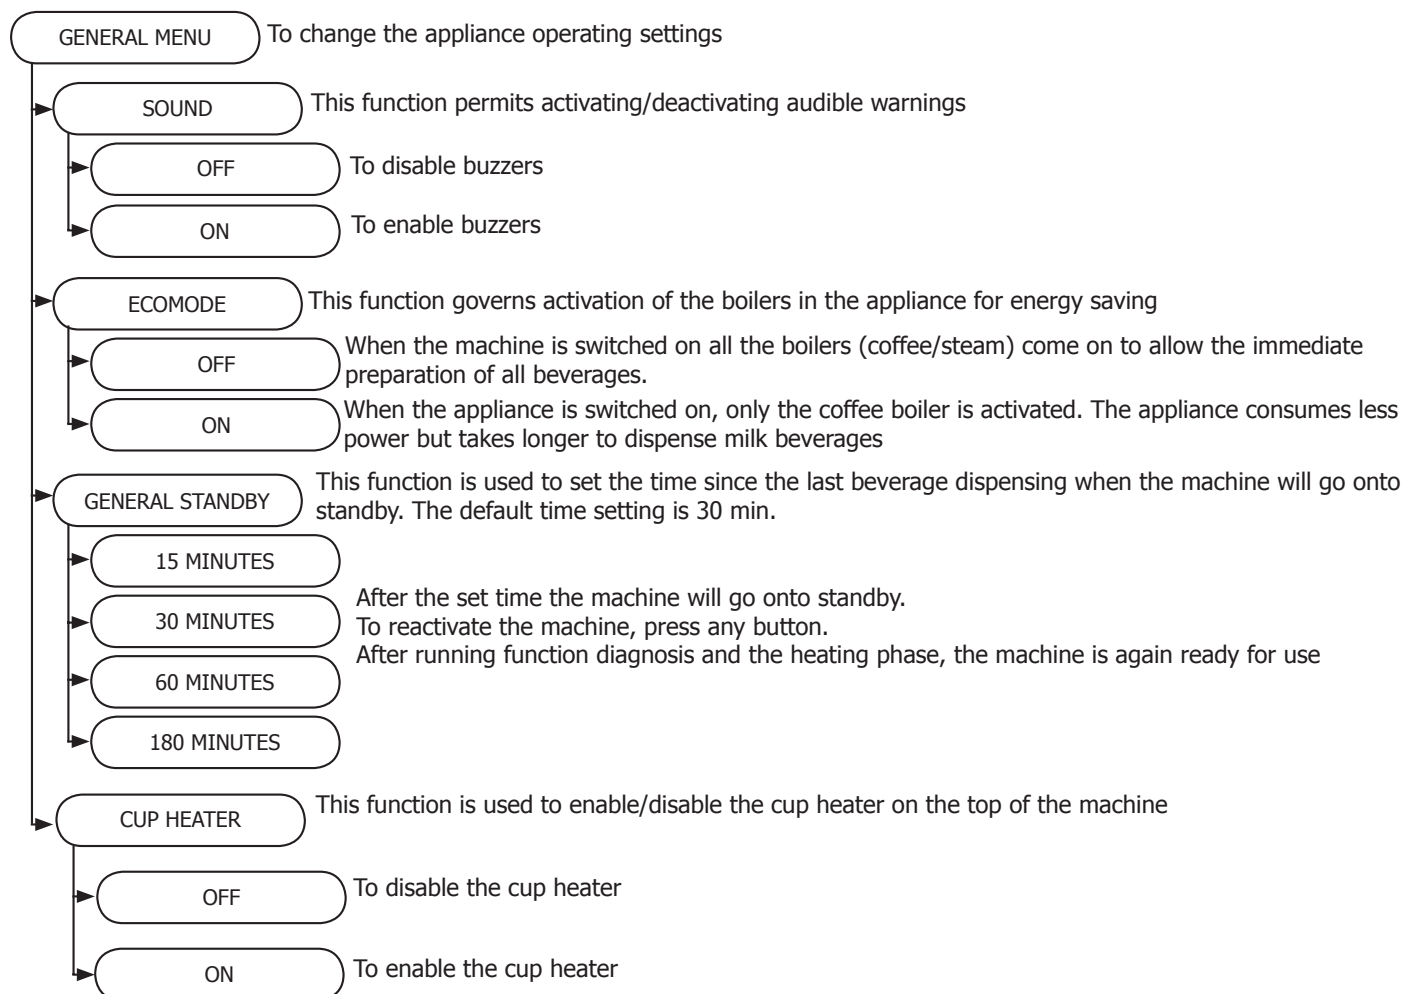 GENERAL MENU
To change the appliance operating settings
SOUND
This function permits activating/deactivating audible warnings
OFF
To disable buzzers
ON
To enable buzzers
ECOMODE
This function governs activation of the boilers in the appliance for energy saving
OFF
When the machine is switched on all the boilers (coffee/steam) come on to allow the immediate
preparation of all beverages.
ON
When the appliance is switched on, only the coffee boiler is activated. The appliance consumes less
power but takes longer to dispense milk beverages
GENERAL STANDBY
This function is used to set the time since the last beverage dispensing when the machine will go onto
standby. The default time setting is 30 min.
15 MINUTES
30 MINUTES
60 MINUTES
180 MINUTES
After the set time the machine will go onto standby.
To reactivate the machine, press any button.
After running function diagnosis and the heating phase, the machine is again ready for use
CUP HEATER
This function is used to enable/disable the cup heater on the top of the machine
OFF
To disable the cup heater
ON
To enable the cup heater